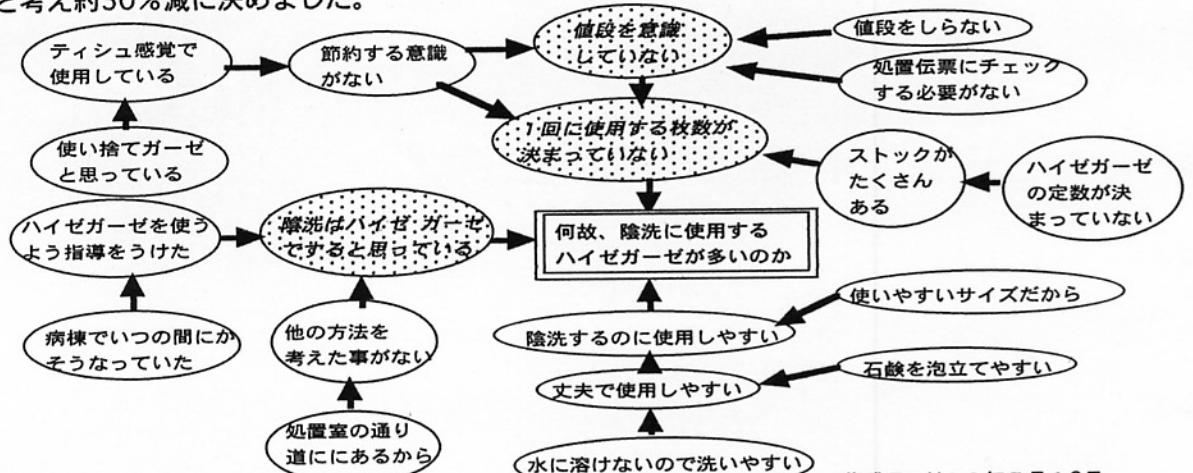 と考え約50%減に決めました。
ティシュ感覚で
使用している
節約する意識
がない
値段を意識
していない
値段をしらない
処置伝票にチェック
する必要がない
使い捨てガーゼ
と思っている
1回に使用する枚数が
決まっていない
ストックが
たくさん
ある
ハイゼガーゼ
の定数が決
まっていない
ハイゼガーゼを使う
よう指導をうけた
陰洗はハイゼ ガーゼ
ですると思っている
何故、陰洗に使用する
ハイゼガーゼが多いのか
病棟でいつの間にか
そうなっていた
他の方法を
考えた事がない
陰洗するのに使用しやすい
使いやすいサイズだから
丈夫で使用しやすい
石鹸を泡立てやすい
処置室の通り
道ににあるから
水に溶けないので洗いやすい